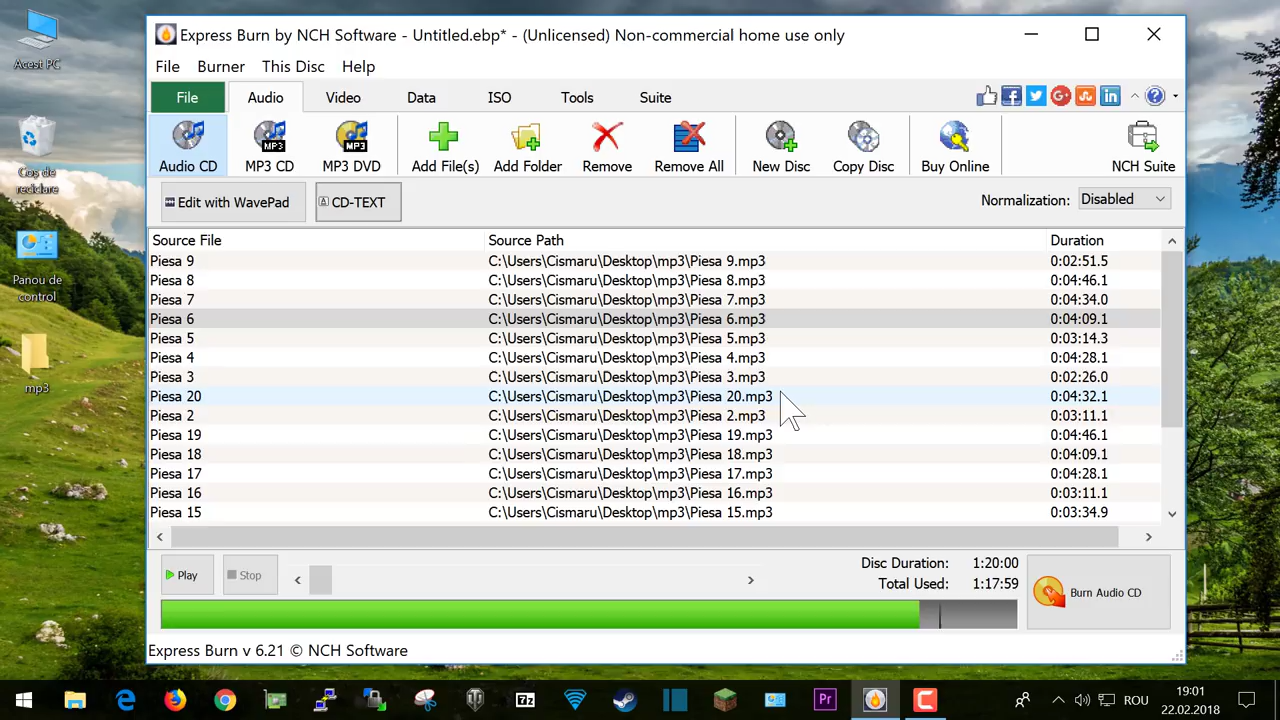 Express Burn by NCH Software - Untitled.ebp* - (Unlicensed) Non-commercial home use only
File Burner This Disc Help
File Audio Video Data ISO Tools Suite
Audio CD MP3 CD MP3 DVD Add File(s) Add Folder Remove Remove All New Disc Copy Disc Buy Online NCH Suite
Edit with WavePad CD-TEXT Normalization: Disabled
Source File Source Path Duration
Piesa 9 C:\Users\Cismaru\Desktop\mp3\Piesa 9.mp3 0:02:51.5
Piesa 8 C:\Users\Cismaru\Desktop\mp3\Piesa 8.mp3 0:04:46.1
Piesa 7 C:\Users\Cismaru\Desktop\mp3\Piesa 7.mp3 0:04:34.0
Piesa 6 C:\Users\Cismaru\Desktop\mp3\Piesa 6.mp3 0:04:09.1
Piesa 5 C:\Users\Cismaru\Desktop\mp3\Piesa 5.mp3 0:03:14.3
Piesa 4 C:\Users\Cismaru\Desktop\mp3\Piesa 4.mp3 0:04:28.1
Piesa 3 C:\Users\Cismaru\Desktop\mp3\Piesa 3.mp3 0:02:26.0
Piesa 20 C:\Users\Cismaru\Desktop\mp3\Piesa 20.mp3 0:04:32.1
Piesa 2 C:\Users\Cismaru\Desktop\mp3\Piesa 2.mp3 0:03:11.1
Piesa 19 C:\Users\Cismaru\Desktop\mp3\Piesa 19.mp3 0:04:46.1
Piesa 18 C:\Users\Cismaru\Desktop\mp3\Piesa 18.mp3 0:04:09.1
Piesa 17 C:\Users\Cismaru\Desktop\mp3\Piesa 17.mp3 0:04:28.1
Piesa 16 C:\Users\Cismaru\Desktop\mp3\Piesa 16.mp3 0:03:11.1
Piesa 15 C:\Users\Cismaru\Desktop\mp3\Piesa 15.mp3 0:03:34.9
Play Stop
Disc Duration: 1:20:00
Total Used: 1:17:59
Burn Audio CD
Express Burn v 6.21 © NCH Software
Acest PC
Coș de
reciclare
Panou de
control
mp3
7z
Pr
ROU
19:01
22.02.2018